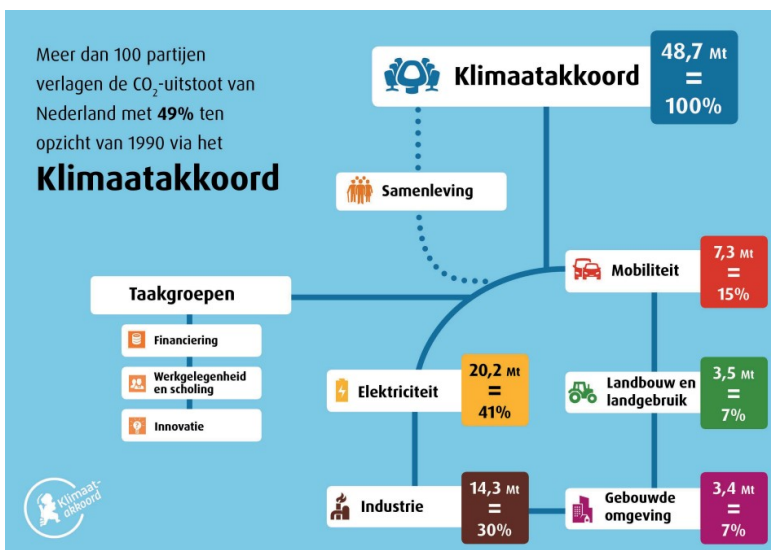 Meer dan 100 partijen
verlagen de CO₂-uitstoot van
Nederland met 49% ten
opzicht van 1990 via het
Klimaatakkoord
Klimaatakkoord
48,7 Mt
=
100%
Samenleving
Mobiliteit
7,3 Mt
=
15%
Taakgroepen
Financiering
Werkgelegenheid
en scholing
Innovatie
Elektriciteit
20,2 Mt
=
41%
Landbouw en
landgebruik
3,5 Mt
=
7%
Industrie
14,3 Mt
=
30%
Gebouwde
omgeving
3,4 Mt
=
7%
Klimaat-
akkoord